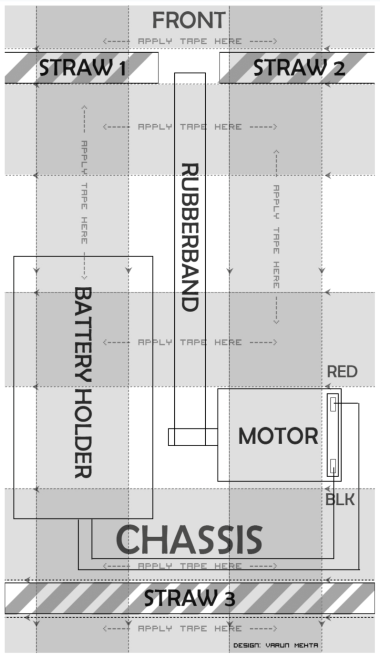 FRONT
<-----  APPLY TAPE HERE  ----->
STRAW 1
STRAW 2
<-----  APPLY TAPE HERE  ----->
<-----  APPLY TAPE HERE  ----->
<-----  APPLY TAPE HERE  ----->
RUBBERBAND
BATTERY HOLDER
<-----  APPLY TAPE HERE  ----->
RED
MOTOR
BLK
CHASSIS
<-----  APPLY TAPE HERE  ----->
STRAW 3
<-----  APPLY TAPE HERE  ----->
DESIGN: VARUN MEHTA